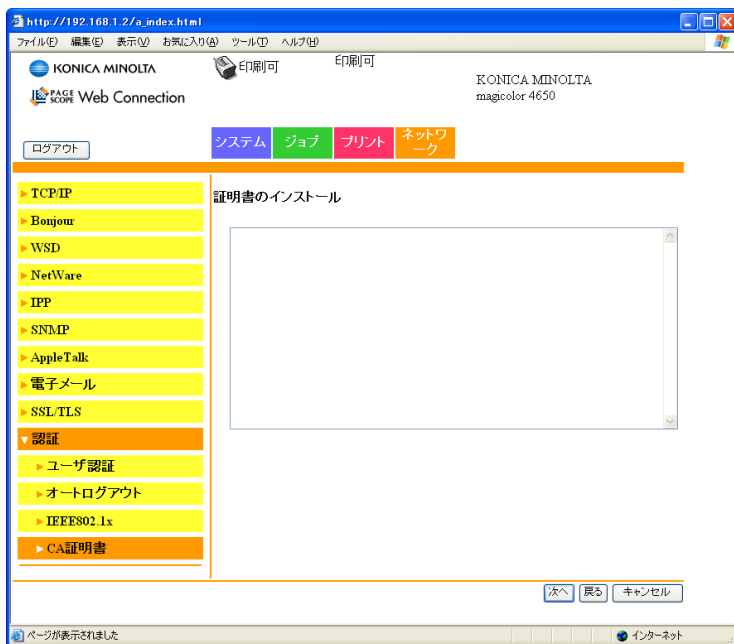 http://192.168.1.2/a_index.html
ファイル(F) 編集(E) 表示(V) お気に入り(A) ツール(T) ヘルプ(H)
KONICA MINOLTA
印刷可
印刷可
KONICA MINOLTA
magicolor 4650
PAGE SCOPE Web Connection
ログアウト
システム
ジョブ
プリント
ネットワ
ーク
TCP/IP
Bonjour
WSD
NetWare
IPP
SNMP
AppleTalk
電子メール
SSL/TLS
認証
ユーザ認証
オートログアウト
IEEE802.1x
CA証明書
証明書のインストール
次へ 戻る キャンセル
ページが表示されました
インターネット